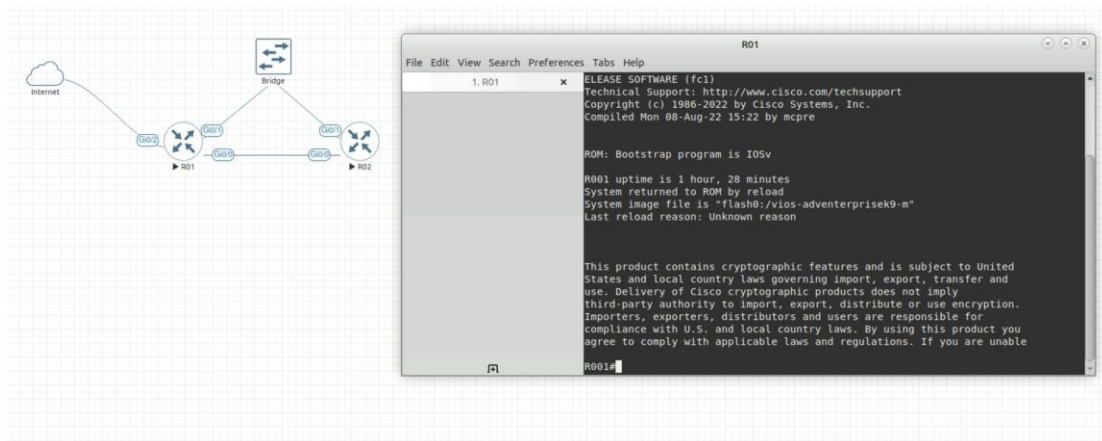 Internet
Bridge
Gi0/2
Gi0/1
Gi0/1
Gi0/0
Gi0/0
R01
R02
R01
File Edit View Search Preferences Tabs Help
1. R01
ELEASE SOFTWARE (fc1)
Technical Support: http://www.cisco.com/techsupport
Copyright (c) 1986-2022 by Cisco Systems, Inc.
Compiled Mon 08-Aug-22 15:22 by mcpre
ROM: Bootstrap program is IOSv
R001 uptime is 1 hour, 28 minutes
System returned to ROM by reload
System image file is "flash0:/vios-adventerprisek9-m"
Last reload reason: Unknown reason
This product contains cryptographic features and is subject to United
States and local country laws governing import, export, transfer and
use. Delivery of Cisco cryptographic products does not imply
third-party authority to import, export, distribute or use encryption.
Importers, exporters, distributors and users are responsible for
compliance with U.S. and local country laws. By using this product you
agree to comply with applicable laws and regulations. If you are unable
R001#